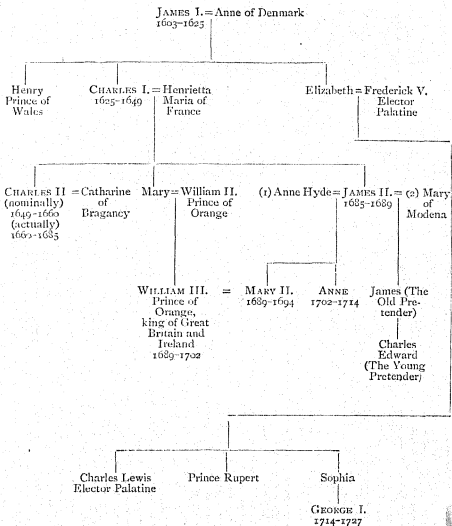 JAMES I. = Anne of Denmark
1603–1625
Henry
Prince of
Wales
CHARLES I. = Henrietta
1625–1649
Maria of
France
Elizabeth = Frederick V.
Elector
Palatine
CHARLES II = Catharine
(nominally)
of
1649–1660
Bragancy
(actually)
1660–1685
Mary = William II.
Prince of
Orange
(1) Anne Hyde = JAMES II. = (2) Mary
1685–1689
of
Modena
WILLIAM III. = MARY II.
Prince of
1689–1694
Orange,
king of Great
Britain and
Ireland
1689–1702
ANNE
1702–1714
James (The
Old Pre-
tender)
Charles
Edward
(The Young
Pretender)
Charles Lewis
Elector Palatine
Prince Rupert
Sophia
GEORGE I.
1714–1727